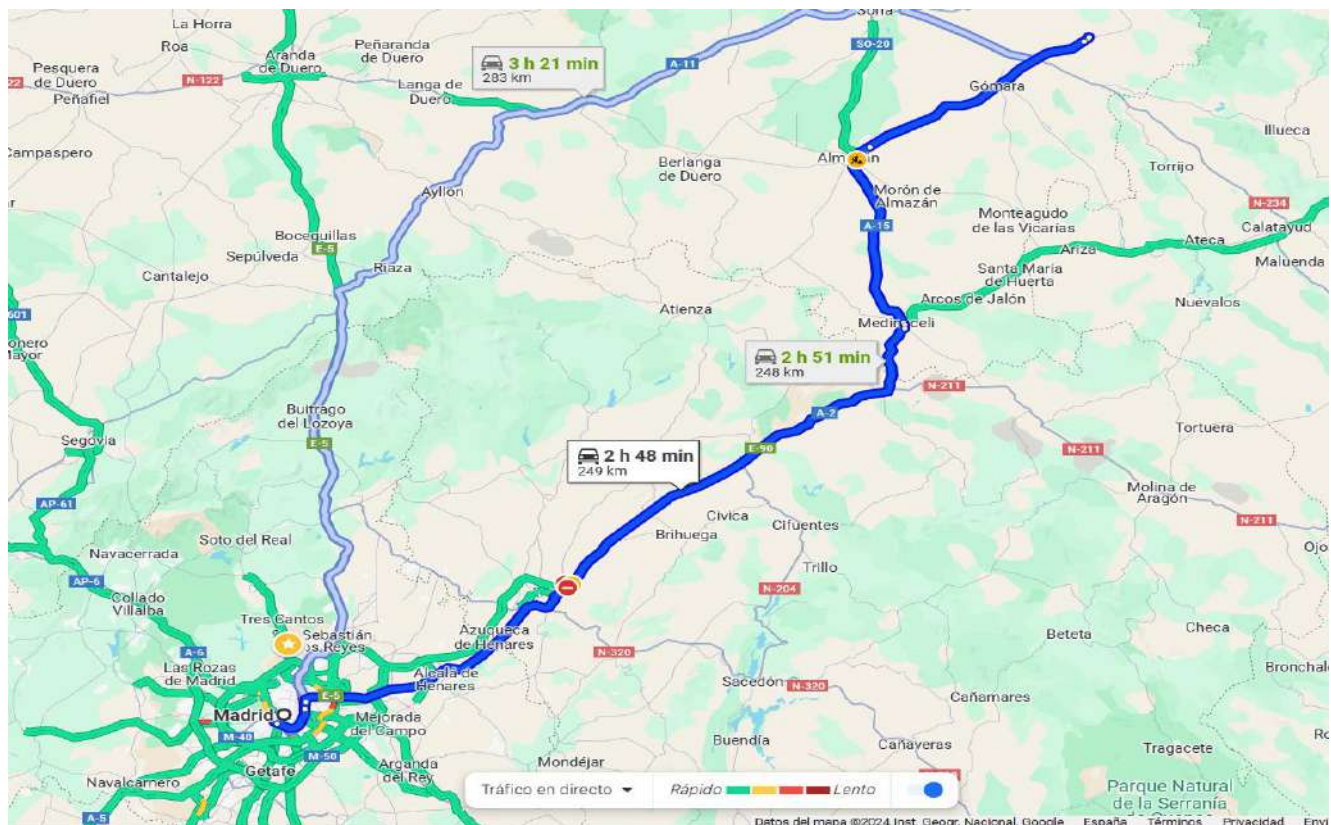 La Horra
Soria
Roa
Peñaranda
de Duero
Aranda
de Duero
3 h 21 min
283 km
SO-20
Pesquera
de Duero
N-122
Langa de
Duero
A-11
Gómara
Peñafiel
Illueca
Campaspero
Berlanga
de Duero
Almazán
Torrijo
Ayllón
Morón de
Almazán
N-234
Monteagudo
de las Vicarías
A-15
Boceguillas
E-5
Calatayud
Ateca
Sepúlveda
Ariza
Riaza
Maluenda
Cantalejo
Santa María
de Huerta
Arcos de Jalón
Nuévalos
601
Atienza
Medinaceli
Mayor
2 h 51 min
248 km
N-211
Buitrago
del Lozoya
A-2
Segovia
E-5
Tortuera
E-90
N-211
2 h 48 min
249 km
Molina de
Aragón
AP-61
Cívica
Cifuentes
N-211
Soto del Real
Brihuega
Navacerrada
Trillo
AP-6
N-204
Collado
Villalba
Tres Cantos
Azuqueca
de Henares
Beteta
Checa
A-6
N-320
Las Rozas
de Madrid
Alcalá de
Henares
Sacedón
N-320
E-5
Cañamares
Madrid
Mejorada
del Campo
M-40
Buendía
Cañaveras
Tragacete
M-50
Getafe
Arganda
del Rey
Mondéjar
Navalcarnero
Tráfico en directo
Rápido
Lento
Parque Natural
de la Serranía
A-5
Datos del mapa ©2024 Inst. Geogr. Nacional, Google España Términos Privacidad